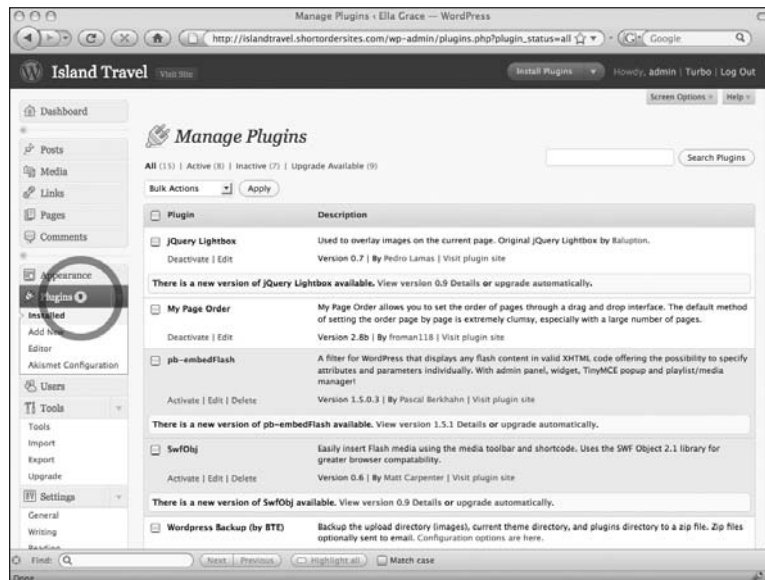 Manage Plugins ‹ Ella Grace — WordPress
http://islandtravel.shortordersites.com/wp-admin/plugins.php?plugin_status=all
Google
Island Travel
Visit Site
Install Plugins
Howdy, admin | Turbo | Log Out
Screen Options
Help
Dashboard
Posts
Media
Links
Pages
Comments
Appearance
Plugins 9
Installed
Add New
Editor
Akismet Configuration
Users
Tools
Tools
Import
Export
Upgrade
Settings
General
Writing
Reading
Manage Plugins
All (15) | Active (8) | Inactive (7) | Upgrade Available (9)
Search Plugins
Bulk Actions
Apply
Plugin Description
jQuery Lightbox
Used to overlay images on the current page. Original jQuery Lightbox by Balupton.
Deactivate | Edit
Version 0.7 | By Pedro Lamas | Visit plugin site
There is a new version of jQuery Lightbox available. View version 0.9 Details or upgrade automatically.
My Page Order
My Page Order allows you to set the order of pages through a drag and drop interface. The default method
of setting the order page by page is extremely clumsy, especially with a large number of pages.
Deactivate | Edit
Version 2.8b | By froman118 | Visit plugin site
pb-embedFlash
A filter for WordPress that displays any flash content in valid XHTML code offering the possibility to specify
attributes and parameters individually. With admin panel, widget, TinyMCE popup and playlist/media
manager!
Activate | Edit | Delete
Version 1.5.0.3 | By Pascal Berkhahn | Visit plugin site
There is a new version of pb-embedFlash available. View version 1.5.1 Details or upgrade automatically.
SwfObj
Easily insert Flash media using the media toolbar and shortcode. Uses the SWF Object 2.1 library for
greater browser compatability.
Activate | Edit | Delete
Version 0.6 | By Matt Carpenter | Visit plugin site
There is a new version of SwfObj available. View version 0.9 Details or upgrade automatically.
Wordpress Backup (by BTE)
Backup the upload directory (images), current theme directory, and plugins directory to a zip file. Zip files
optionally sent to email. Configuration options are here.
Find:
Next
Previous
Highlight all
Match case
Done